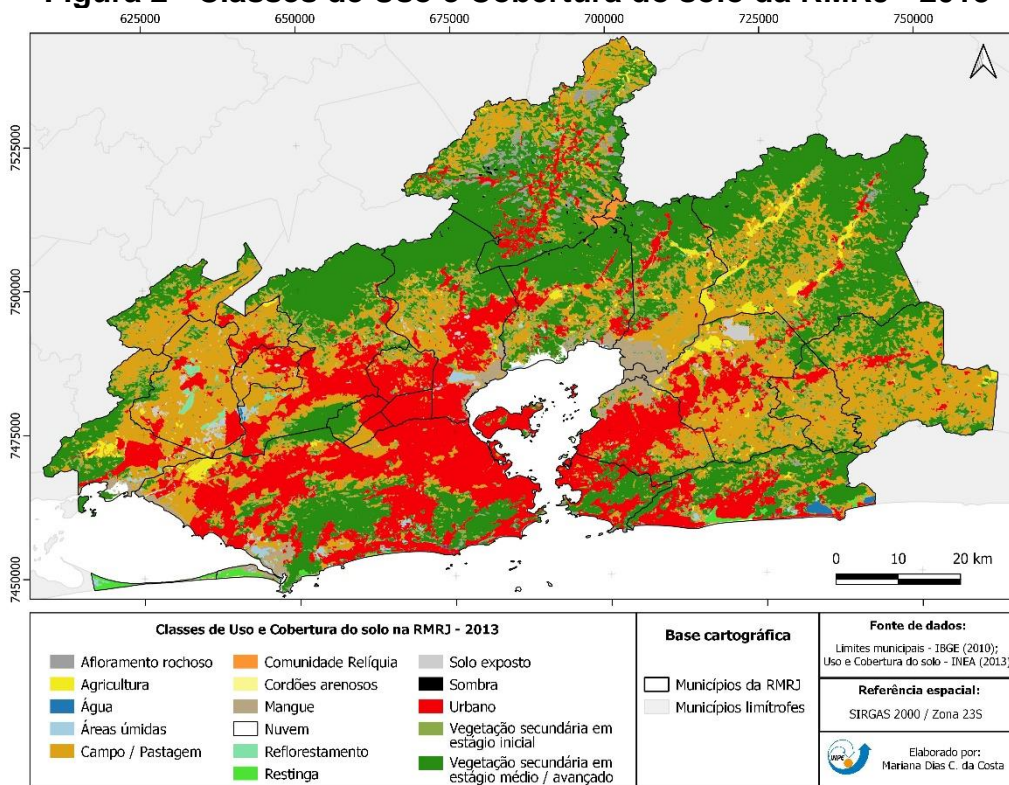 Figura 2 - Classes de Uso e Cobertura do solo da RMRJ - 2013
625000 650000 675000 700000 725000 750000
7525000
7500000
7475000
7450000
0 10 20 km
Classes de Uso e Cobertura do solo na RMRJ - 2013
Afloramento rochoso
Agricultura
Água
Áreas úmidas
Campo / Pastagem
Comunidade Relíquia
Cordões arenosos
Mangue
Nuvem
Reflorestamento
Restinga
Solo exposto
Sombra
Urbano
Vegetação secundária em
estágio inicial
Vegetação secundária em
estágio médio / avançado
Base cartográfica
Municípios da RMRJ
Municípios limítrofes
Fonte de dados:
Limites municipais - IBGE (2010);
Uso e Cobertura do solo - INEA (2013)
Referência espacial:
SIRGAS 2000 / Zona 23S
Elaborado por:
Mariana Dias C. da Costa